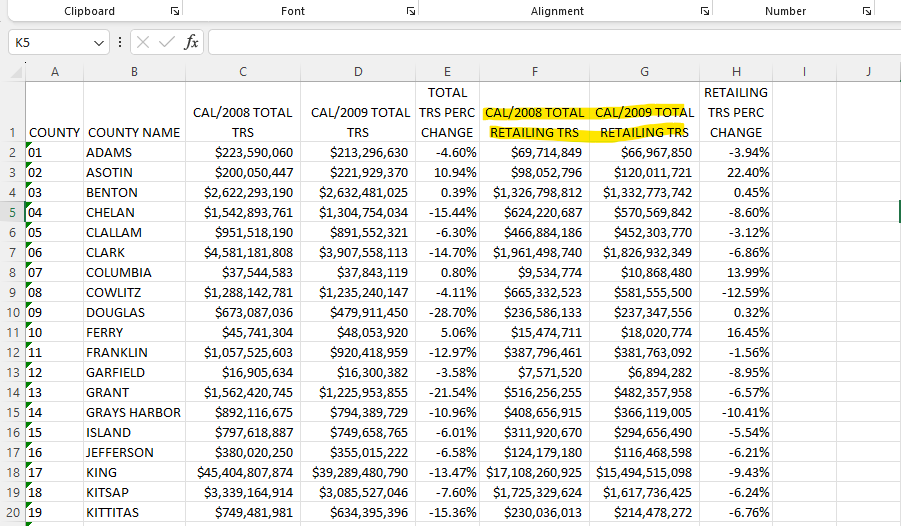 Clipboard Font Alignment Number
K5 fx
A B C D E F G H I J
TOTAL RETAILING
CAL/2008 TOTAL CAL/2009 TOTAL TRS PERC CAL/2008 TOTAL CAL/2009 TOTAL TRS PERC
1 COUNTY COUNTY NAME TRS TRS CHANGE RETAILING TRS RETAILING TRS CHANGE
2 01 ADAMS $223,590,060 $213,296,630 -4.60% $69,714,849 $66,967,850 -3.94%
3 02 ASOTIN $200,050,447 $221,929,370 10.94% $98,052,796 $120,011,721 22.40%
4 03 BENTON $2,622,293,190 $2,632,481,025 0.39% $1,326,798,812 $1,332,773,742 0.45%
5 04 CHELAN $1,542,893,761 $1,304,754,034 -15.44% $624,220,687 $570,569,842 -8.60%
6 05 CLALLAM $951,518,190 $891,552,321 -6.30% $466,884,186 $452,303,770 -3.12%
7 06 CLARK $4,581,181,808 $3,907,558,113 -14.70% $1,961,498,740 $1,826,932,349 -6.86%
8 07 COLUMBIA $37,544,583 $37,843,119 0.80% $9,534,774 $10,868,480 13.99%
9 08 COWLITZ $1,288,142,781 $1,235,240,147 -4.11% $665,332,523 $581,555,500 -12.59%
10 09 DOUGLAS $673,087,036 $479,911,450 -28.70% $236,586,133 $237,347,556 0.32%
11 10 FERRY $45,741,304 $48,053,920 5.06% $15,474,711 $18,020,774 16.45%
12 11 FRANKLIN $1,057,525,603 $920,418,959 -12.97% $387,796,461 $381,763,092 -1.56%
13 12 GARFIELD $16,905,634 $16,300,382 -3.58% $7,571,520 $6,894,282 -8.95%
14 13 GRANT $1,562,420,745 $1,225,953,855 -21.54% $516,256,255 $482,357,958 -6.57%
15 14 GRAYS HARBOR $892,116,675 $794,389,729 -10.96% $408,656,915 $366,119,005 -10.41%
16 15 ISLAND $797,618,887 $749,658,765 -6.01% $311,920,670 $294,656,490 -5.54%
17 16 JEFFERSON $380,020,250 $355,015,222 -6.58% $124,179,180 $116,468,598 -6.21%
18 17 KING $45,404,807,874 $39,289,480,790 -13.47% $17,108,260,925 $15,494,515,098 -9.43%
19 18 KITSAP $3,339,164,914 $3,085,527,046 -7.60% $1,725,329,624 $1,617,736,425 -6.24%
20 19 KITTITAS $749,481,981 $634,395,396 -15.36% $230,036,013 $214,478,272 -6.76%